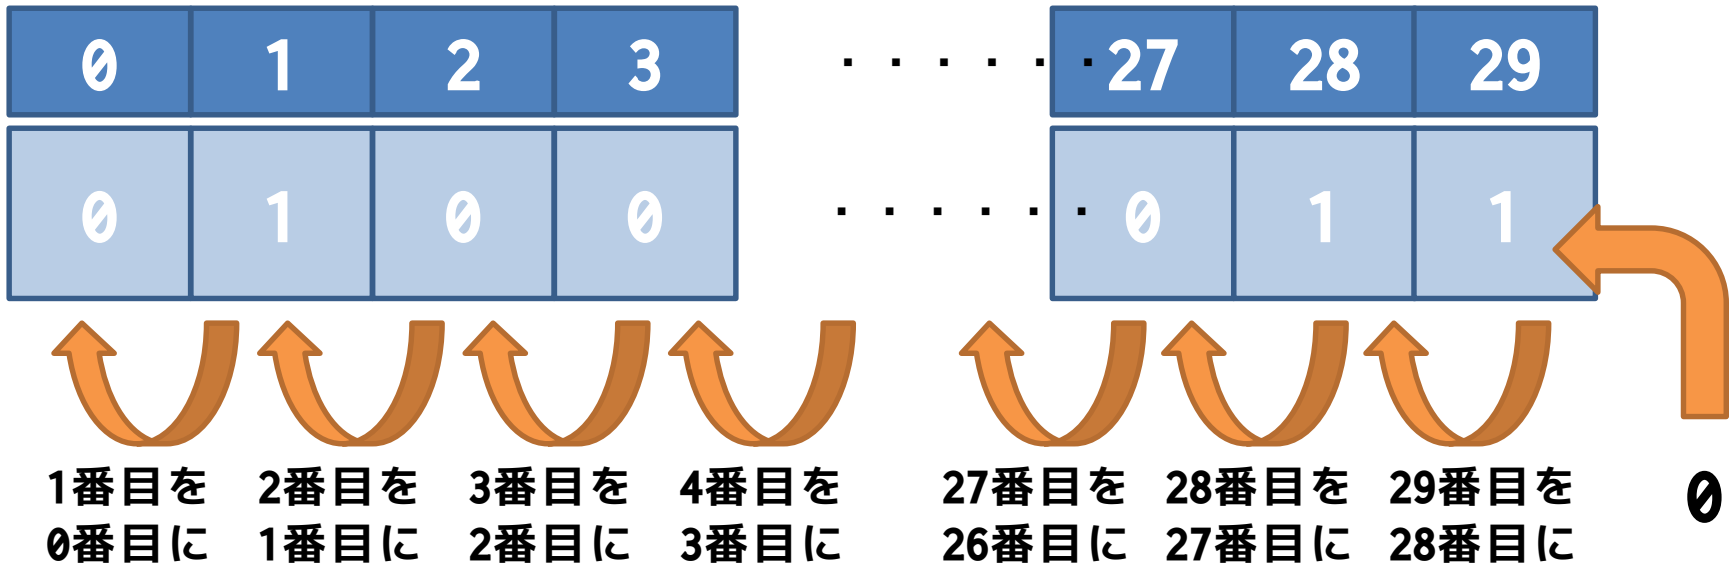 0 1 2 3 ・・・・・・ 27 28 29
0 1 0 0 ・・・・・・ 0 1 1
1番目を 2番目を 3番目を 4番目を 27番目を 28番目を 29番目を
0番目に 1番目に 2番目に 3番目に 26番目に 27番目に 28番目に
0